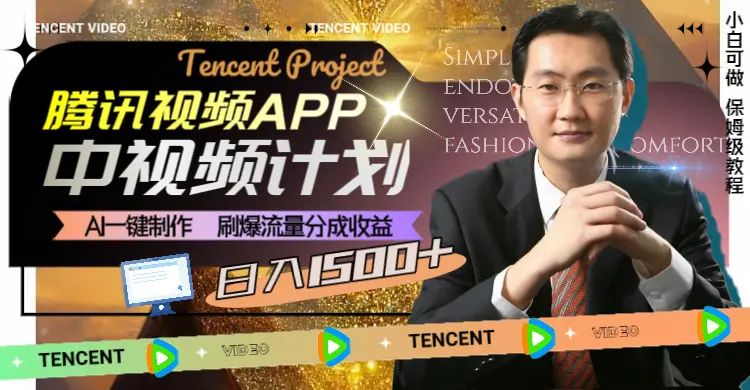 TENCENT VIDEO
TENCENT VIDEO
Tencent Project
腾讯视频APP
中视频计划
AI一键制作 刷爆流量分成收益
日入1500+
小白可做 保姆级教程
TENCENT
VIDEO
TENCENT
VIDEO